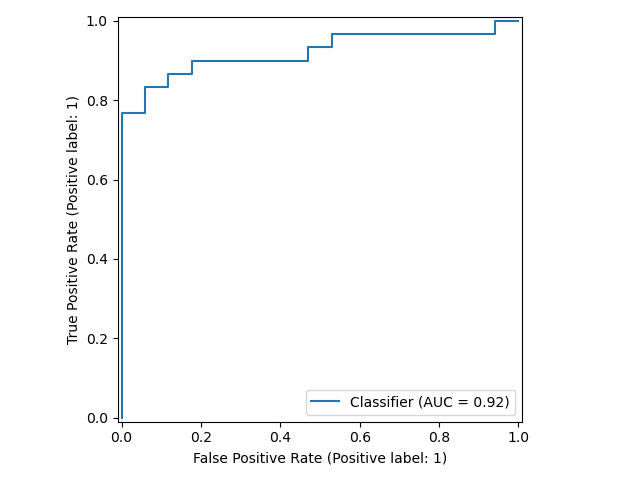 1.0
0.8
0.6
0.4
0.2
0.0
True Positive Rate (Positive label: 1)
Classifier (AUC = 0.92)
0.0 0.2 0.4 0.6 0.8 1.0
False Positive Rate (Positive label: 1)